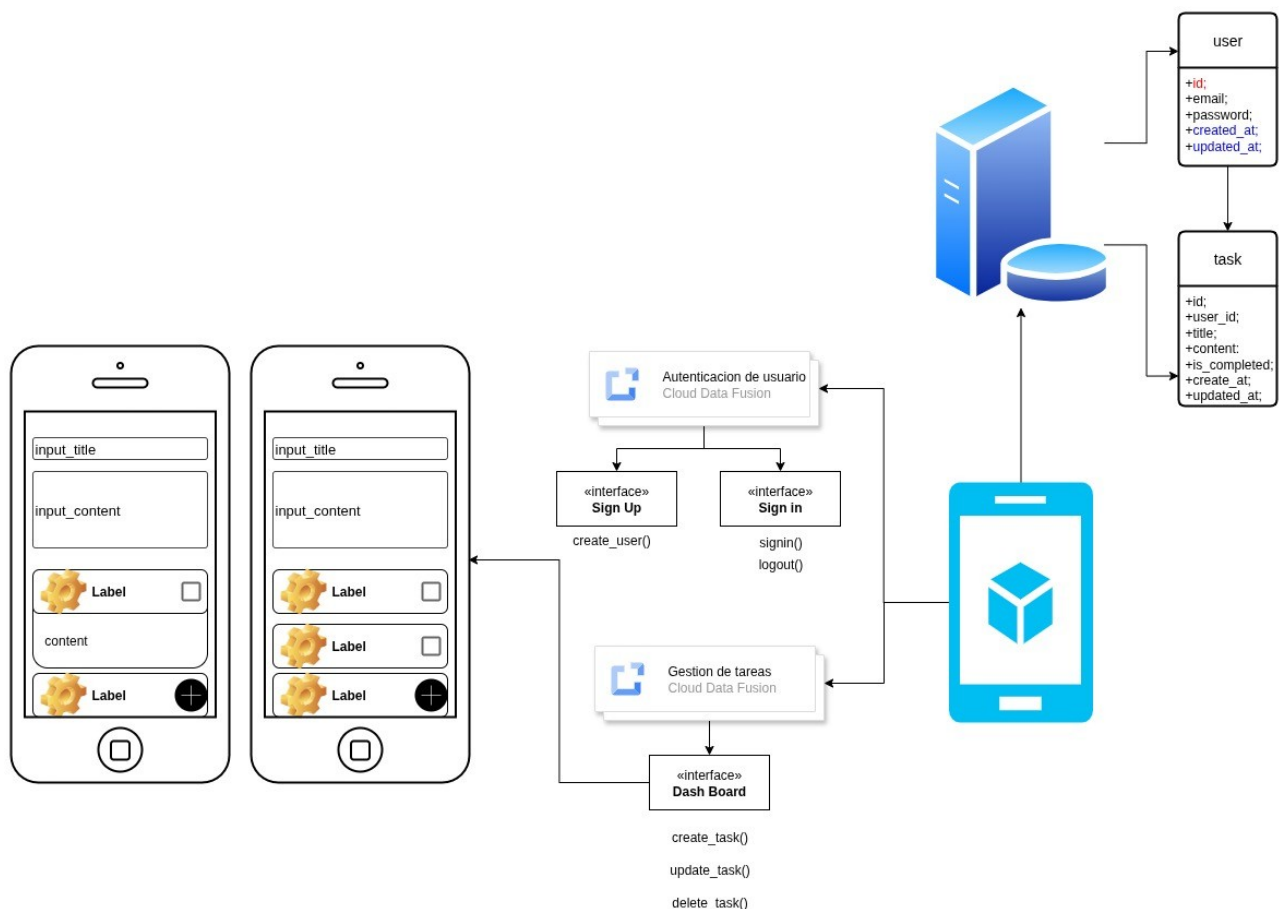 user
+id;
+email;
+password;
+created_at;
+updated_at;
task
+id;
+user_id;
+title;
+content:
+is_completed;
+create_at;
+updated_at;
input_title
input_content
Label
content
Label
input_title
input_content
Label
Label
Label
Autenticacion de usuario
Cloud Data Fusion
«interface»
Sign Up
create_user()
«interface»
Sign in
signin()
logout()
Gestion de tareas
Cloud Data Fusion
«interface»
Dash Board
create_task()
update_task()
delete_task()